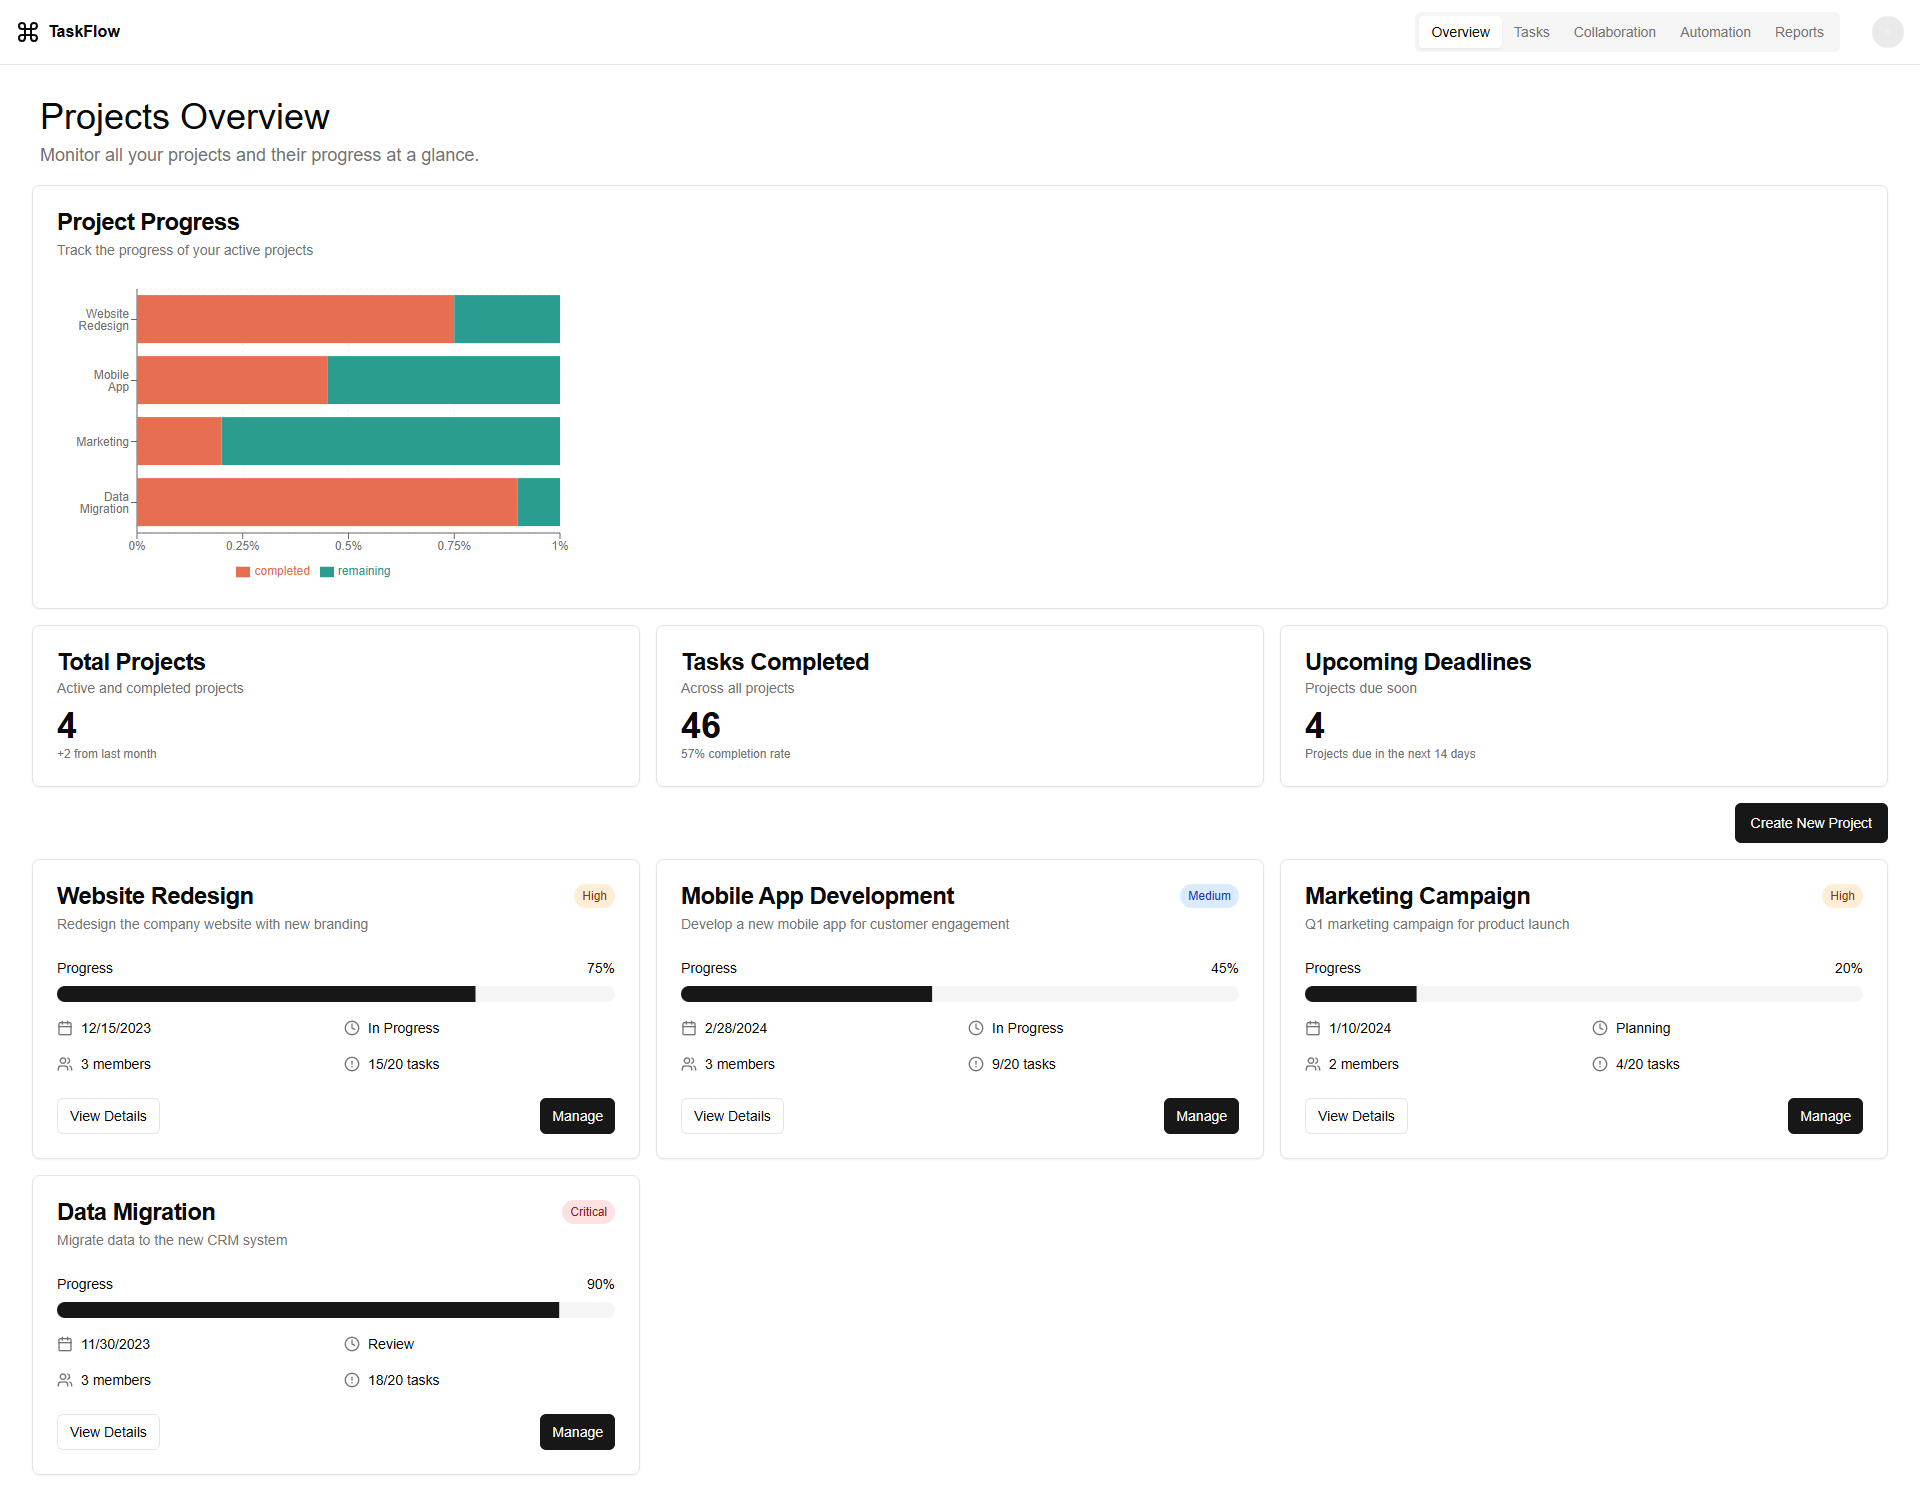 TaskFlow
Overview Tasks Collaboration Automation Reports
Projects Overview
Monitor all your projects and their progress at a glance.
Project Progress
Track the progress of your active projects
Website
Redesign
Mobile
App
Marketing
Data
Migration
0% 0.25% 0.5% 0.75% 1%
completed remaining
Total Projects
Active and completed projects
4
+2 from last month
Tasks Completed
Across all projects
46
57% completion rate
Upcoming Deadlines
Projects due soon
4
Projects due in the next 14 days
Create New Project
Website Redesign High
Redesign the company website with new branding
Progress 75%
12/15/2023 In Progress
3 members 15/20 tasks
View Details Manage
Mobile App Development Medium
Develop a new mobile app for customer engagement
Progress 45%
2/28/2024 In Progress
3 members 9/20 tasks
View Details Manage
Marketing Campaign High
Q1 marketing campaign for product launch
Progress 20%
1/10/2024 Planning
2 members 4/20 tasks
View Details Manage
Data Migration Critical
Migrate data to the new CRM system
Progress 90%
11/30/2023 Review
3 members 18/20 tasks
View Details Manage